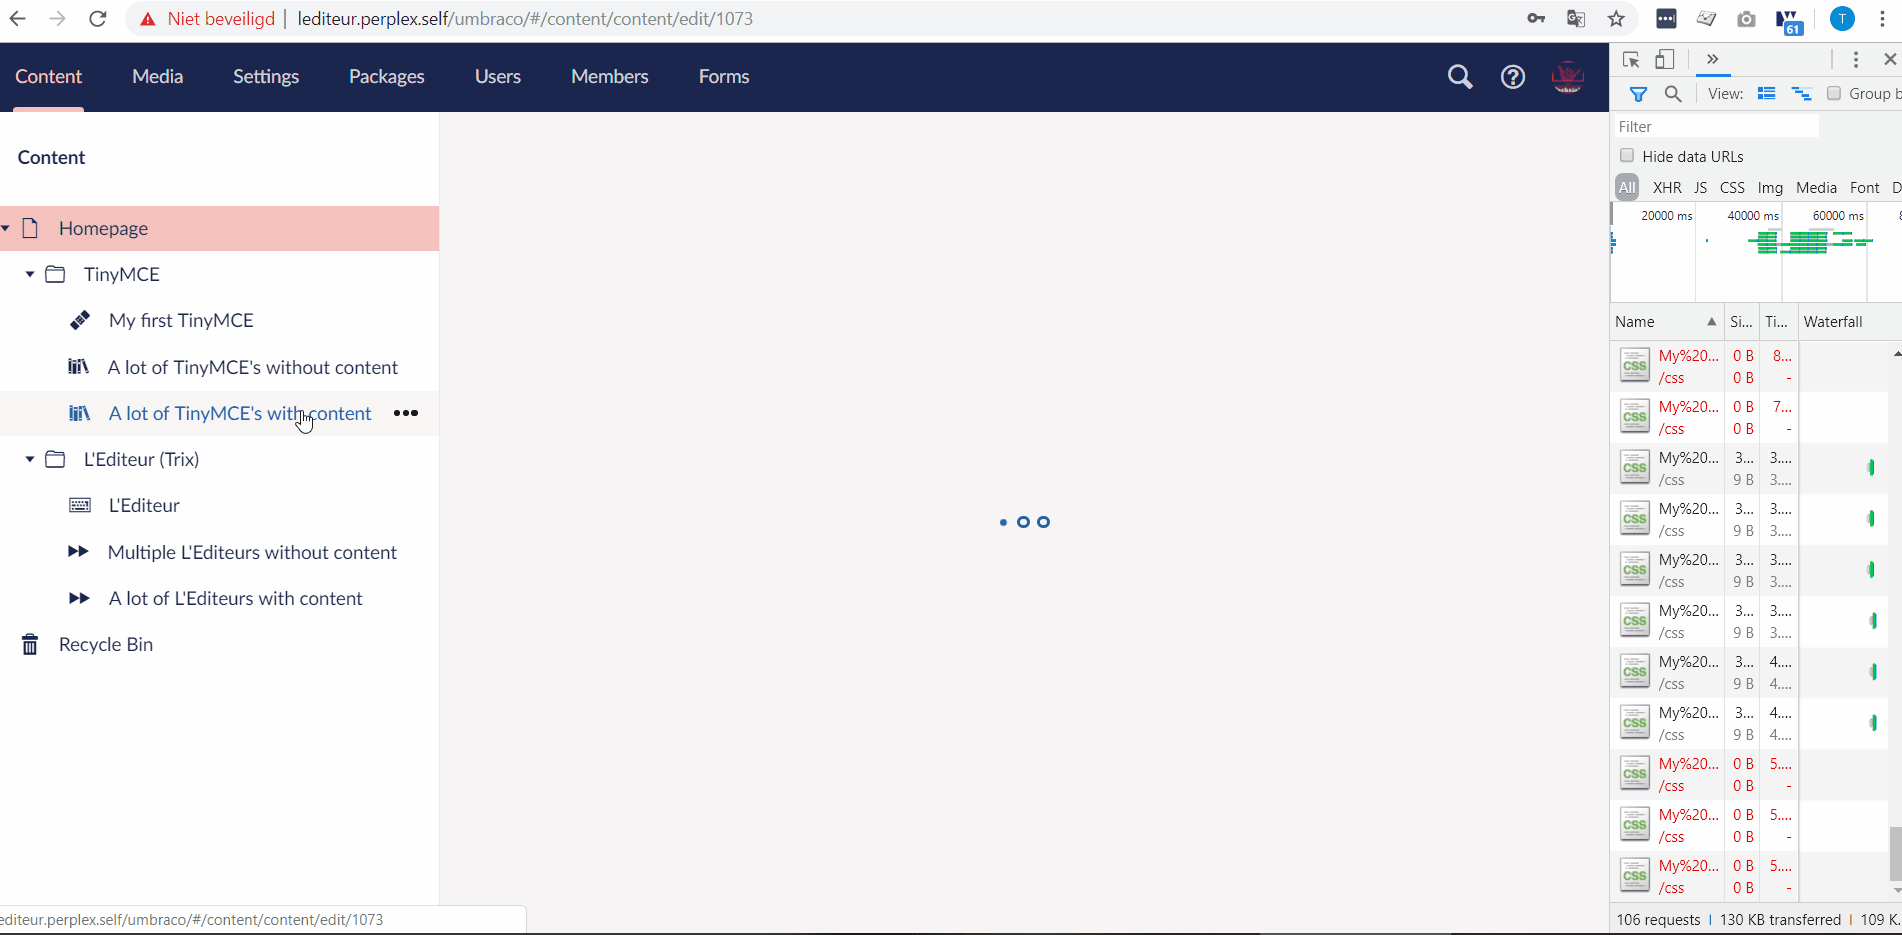 Niet beveiligd | lediteur.perplex.self/umbraco/#/content/content/edit/1073
61
T
Content Media Settings Packages Users Members Forms
Content
Homepage
TinyMCE
My first TinyMCE
A lot of TinyMCE's without content
A lot of TinyMCE's with content
L'Editeur (Trix)
L'Editeur
Multiple L'Editeurs without content
A lot of L'Editeurs with content
Recycle Bin
editeur.perplex.self/umbraco/#/content/content/edit/1073
View: Group b
Filter
Hide data URLs
All XHR JS CSS Img Media Font D
20000 ms 40000 ms 60000 ms
Name Si... Ti... Waterfall
My%20... 0 B 8...
/css 0 B -
My%20... 0 B 7...
/css 0 B -
My%20... 3... 3...
/css 9 B 3....
My%20... 3... 3...
/css 9 B 3....
My%20... 3... 3...
/css 9 B 3....
My%20... 3... 3...
/css 9 B 3....
My%20... 3... 4....
/css 9 B 4....
My%20... 3... 4....
/css 9 B 4....
My%20... 0 B 5....
/css 0 B -
My%20... 0 B 5....
/css 0 B -
My%20... 0 B 5....
/css 0 B -
106 requests | 130 KB transferred | 109 K.